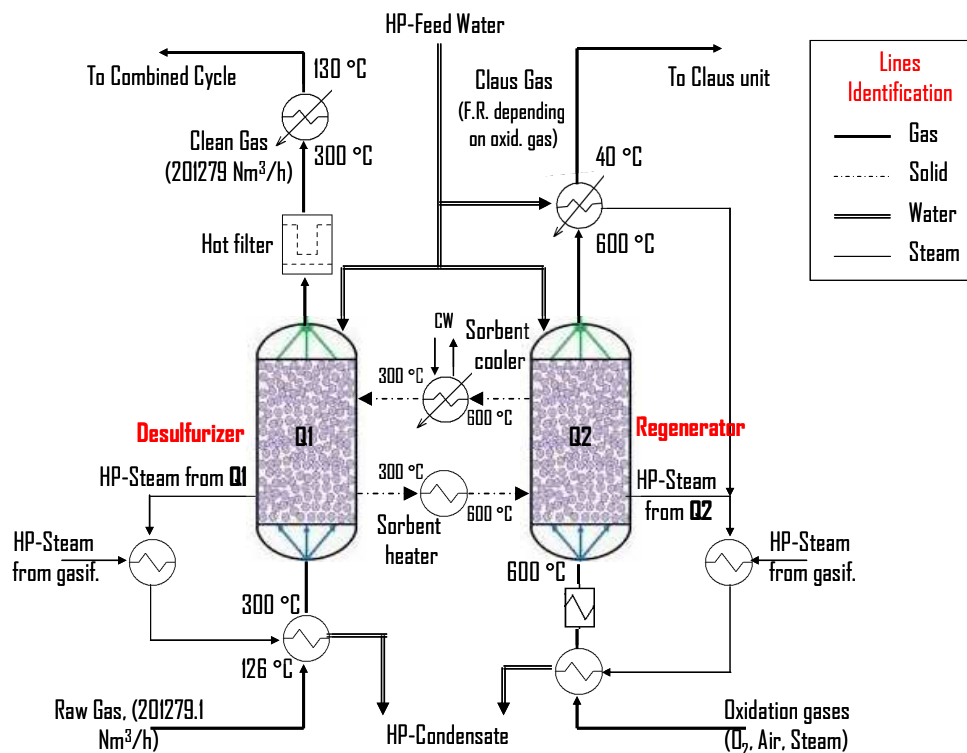 HP-Feed Water
To Combined Cycle
130 °C
Clean Gas
(201279 Nm³/h)
300 °C
Hot filter
Claus Gas
(F.R. depending
on oxid. gas)
To Claus unit
40 °C
600 °C
Lines
Identification
Gas
Solid
Water
Steam
CW
Sorbent
cooler
300 °C
600 °C
Desulfurizer
Q1
Q2
Regenerator
HP-Steam from Q1
300 °C
600 °C
Sorbent
heater
HP-Steam
from Q2
HP-Steam
from gasif.
HP-Steam
from gasif.
300 °C
126 °C
600 °C
Raw Gas, (201279.1
Nm³/h)
HP-Condensate
Oxidation gases
(O₂, Air, Steam)